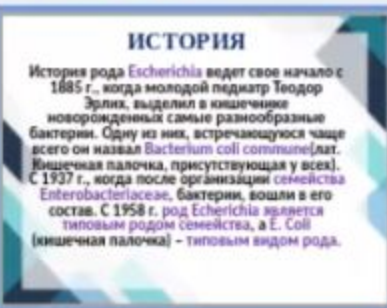 ИСТОРИЯ
История рода Escherichia ведет свое начало с
1885 г., когда молодой педиатр Теодор
Эрлих, выделил в кишечнике
новорожденных самые разнообразные
бактерии. Одну из них, встречающуюся чаще
всего он назвал Bacterium coli commune(лат.
Кишечная палочка, присутствующая у всех).
С 1937 г., когда после организации семейства
Enterobacteriaceae, бактерии, вошли в его
состав. С 1958 г. род Echerichia является
типовым родом семейства, а E. Coli
(кишечная палочка) – типовым видом рода.